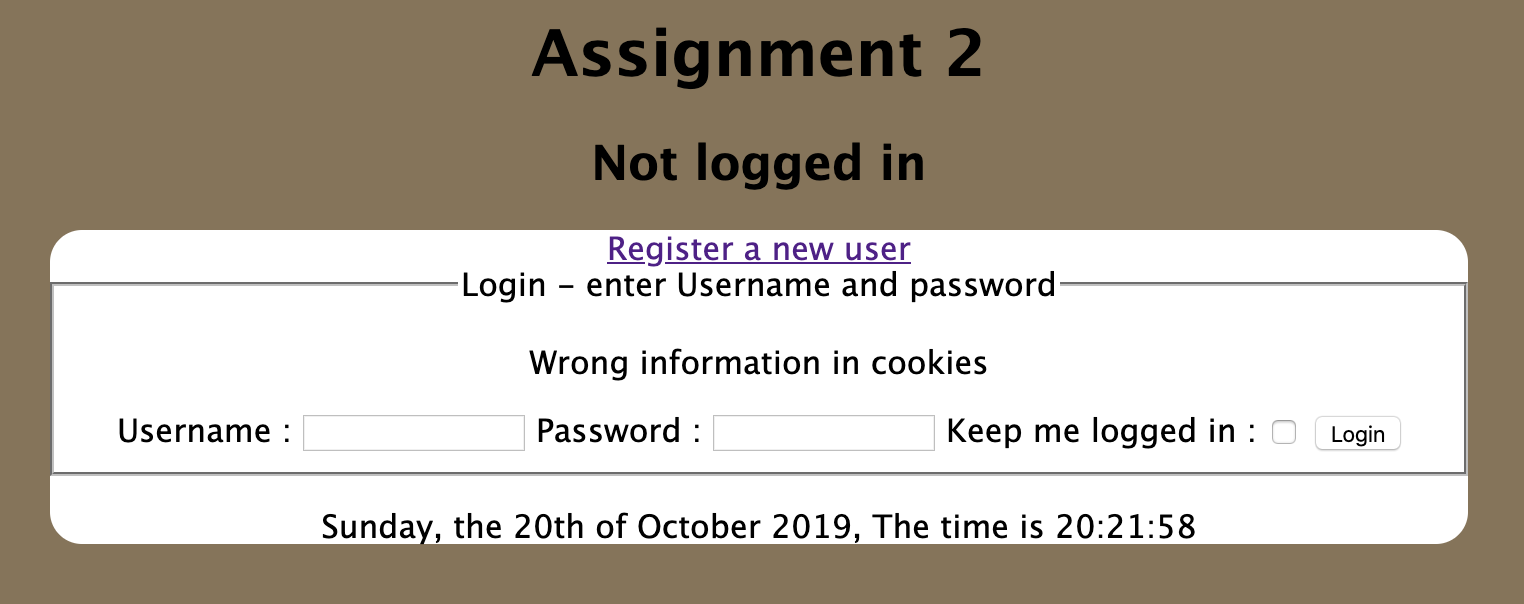 Assignment 2
Not logged in
Register a new user
Login - enter Username and password
Wrong information in cookies
Username : Password : Keep me logged in : Login
Sunday, the 20th of October 2019, The time is 20:21:58